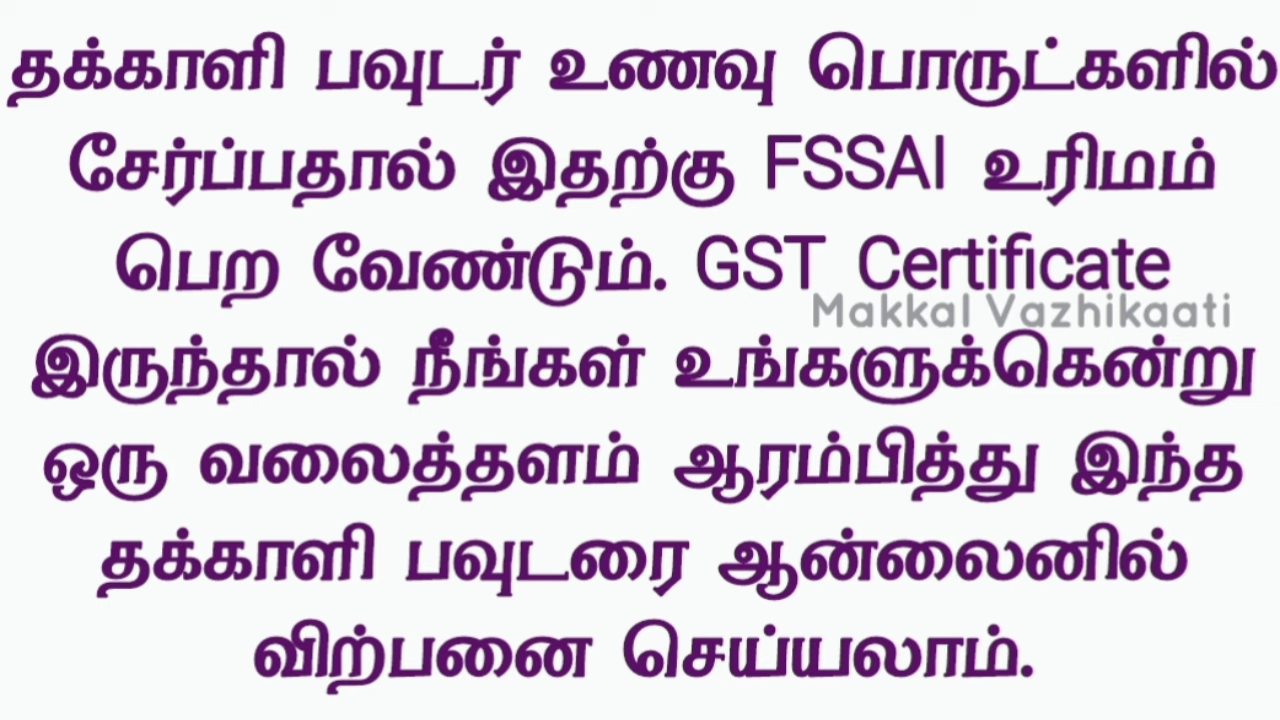 தக்காளி பவுடர் உணவு பொருட்களில்
சேர்ப்பதால் இதற்கு FSSAI உரிமம்
பெற வேண்டும். GST Certificate
Makkal Vazhikaati
இருந்தால் நீங்கள் உங்களுக்கென்று
ஒரு வலைத்தளம் ஆரம்பித்து இந்த
தக்காளி பவுடரை ஆன்லைனில்
விற்பனை செய்யலாம்.